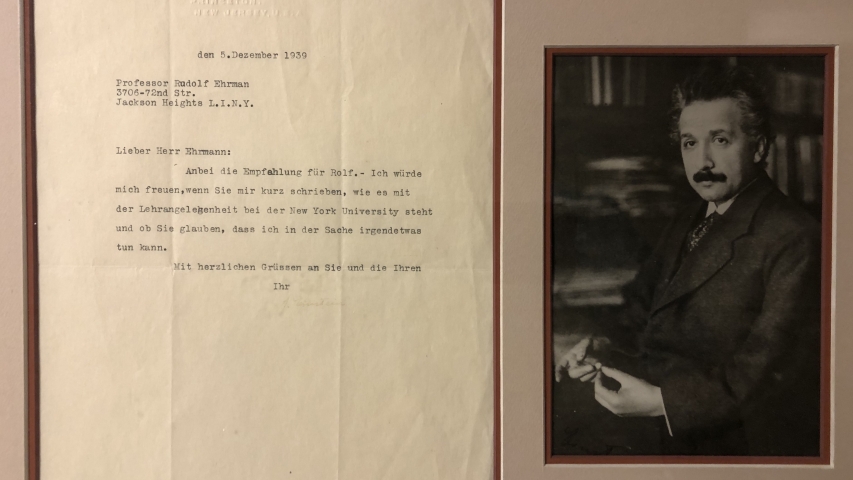 den 5.Dezember 1939
Professor Rudolf Ehrman
3706-72nd Str.
Jackson Heights L.I.N.Y.
Lieber Herr Ehrmann:
Anbei die Empfahlung für Rolf.- Ich würde
mich freuen,wenn Sie mir kurz schrieben, wie es mit
der Lehrangelegenheit bei der New York University steht
und ob Sie glauben, dass ich in der Sache irgendetwas
tun kann.
Mit herzlichen Grüssen an Sie und die Ihren
Ihr